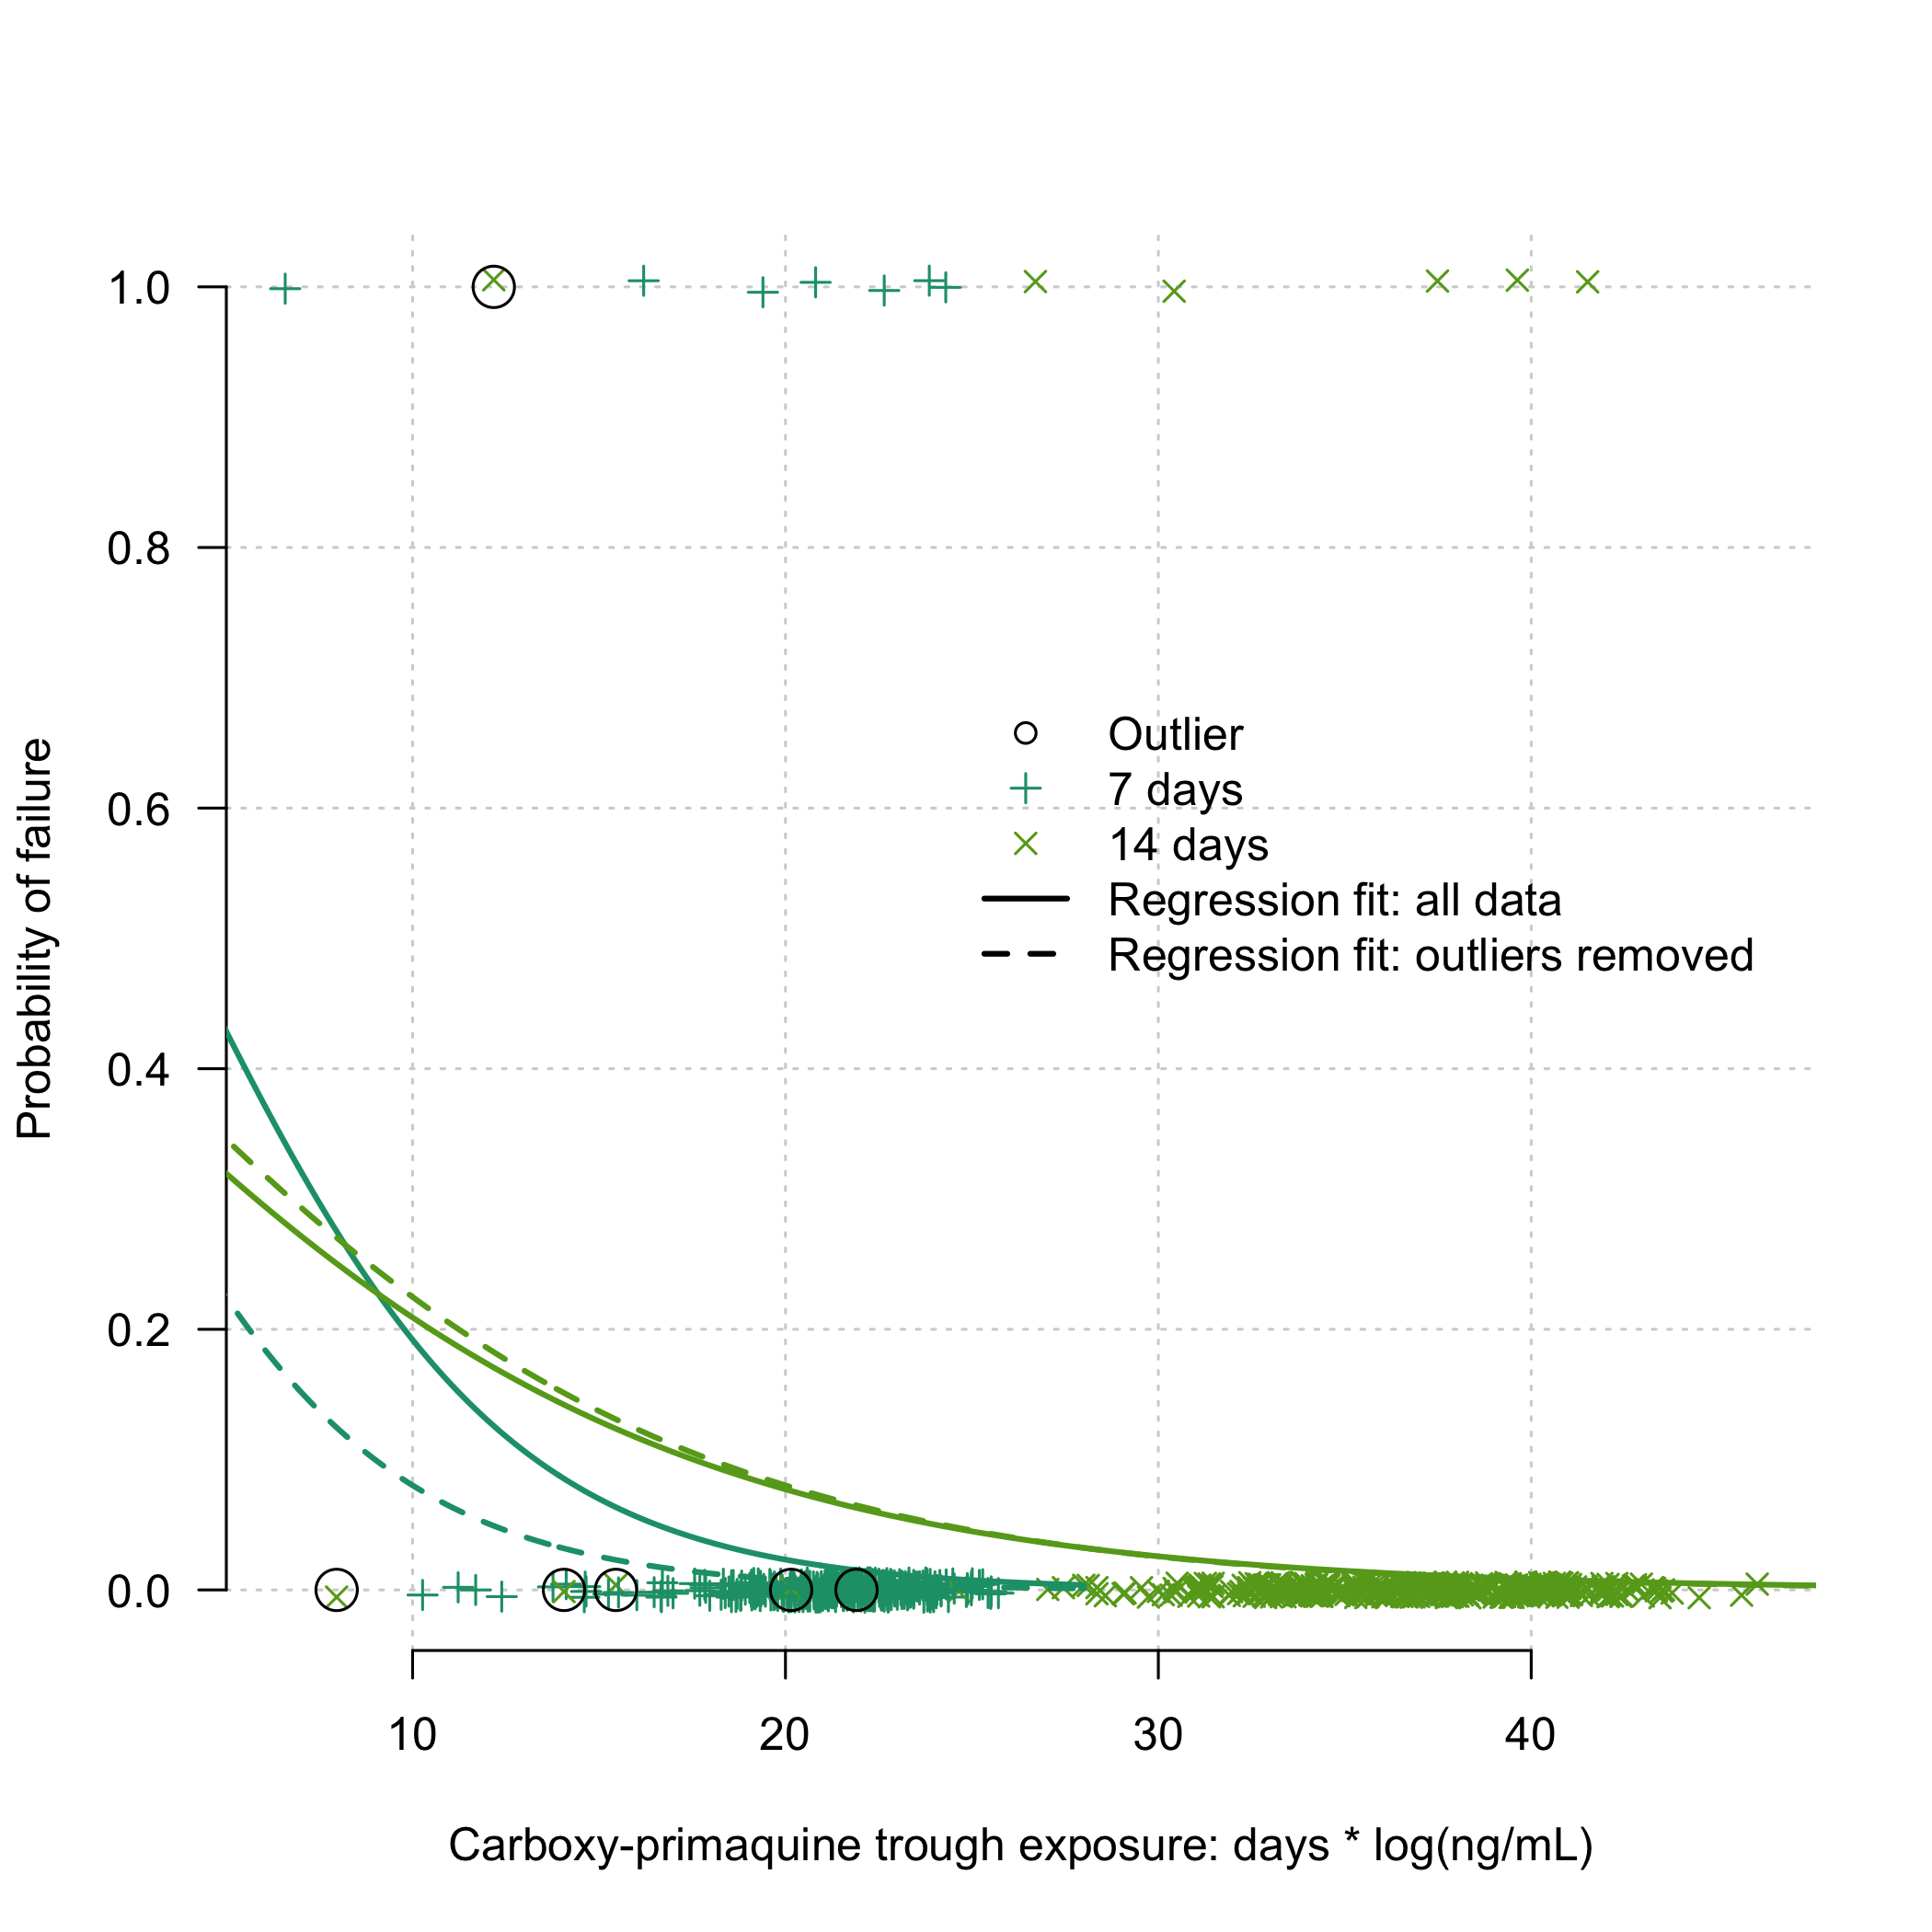 1.0
0.8
0.6
0.4
0.2
0.0
Probability of failure
Outlier
7 days
14 days
Regression fit: all data
Regression fit: outliers removed
10 20 30 40
Carboxy-primaquine trough exposure: days * log(ng/mL)